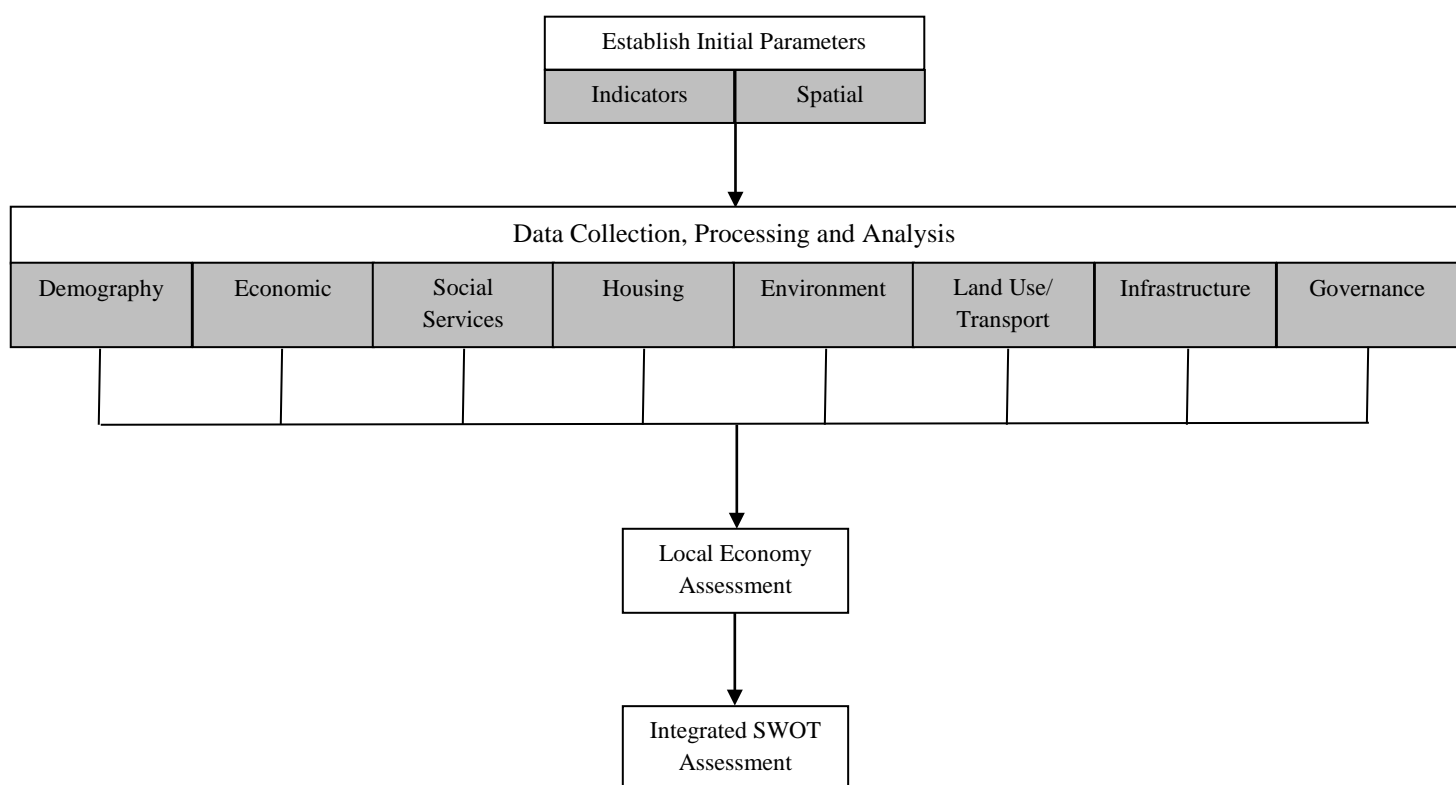 Establish Initial Parameters
Indicators
Spatial
Data Collection, Processing and Analysis
Demography
Economic
Social
Services
Housing
Environment
Land Use/
Transport
Infrastructure
Governance
Local Economy
Assessment
Integrated SWOT
Assessment